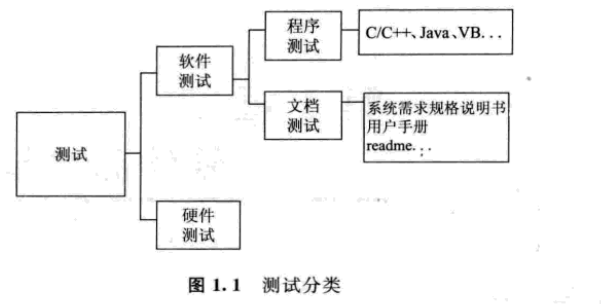 程序
测试
C/C++、Java、VB...
软件
测试
文档
测试
系统需求规格说明书
用户手册
readme...
测试
硬件
测试
图 1.1 测试分类